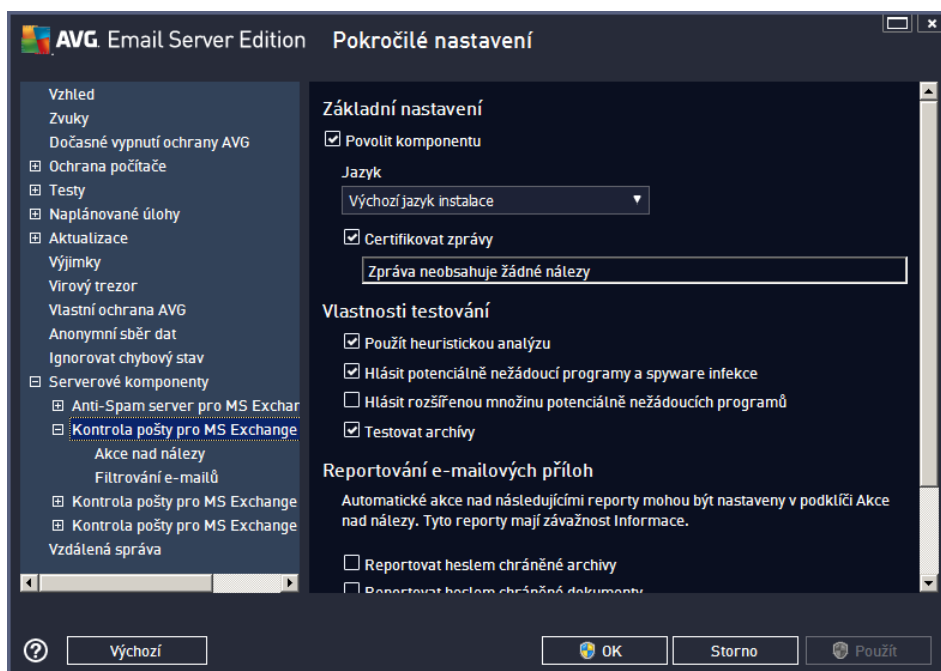 AVG. Email Server Edition Pokročilé nastavení
Vzhled
Zvuky
Dočasné vypnutí ochrany AVG
Ochrana počítače
Testy
Naplánované úlohy
Aktualizace
Výjimky
Virový trezor
Vlastní ochrana AVG
Anonymní sběr dat
Ignorovat chybový stav
Serverové komponenty
Anti-Spam server pro MS Exchar
Kontrola pošty pro MS Exchange
Akce nad nálezy
Filtrování e-mailů
Kontrola pošty pro MS Exchange
Kontrola pošty pro MS Exchange
Vzdálená správa
Základní nastavení
Povolit komponentu
Jazyk
Výchozí jazyk instalace
Certifikovat zprávy
Zpráva neobsahuje žádné nálezy
Vlastnosti testování
Použít heuristickou analýzu
Hlásit potenciálně nežádoucí programy a spyware infekce
Hlásit rozšířenou množinu potenciálně nežádoucích programů
Testovat archívy
Reportování e-mailových příloh
Automatické akce nad následujícími reporty mohou být nastaveny v podklíči Akce
nad nálezy. Tyto reporty mají závažnost Informace.
Reportovat heslem chráněné archivy
Reportovat heslem chráněné dokumenty
? Výchozí OK Storno Použít